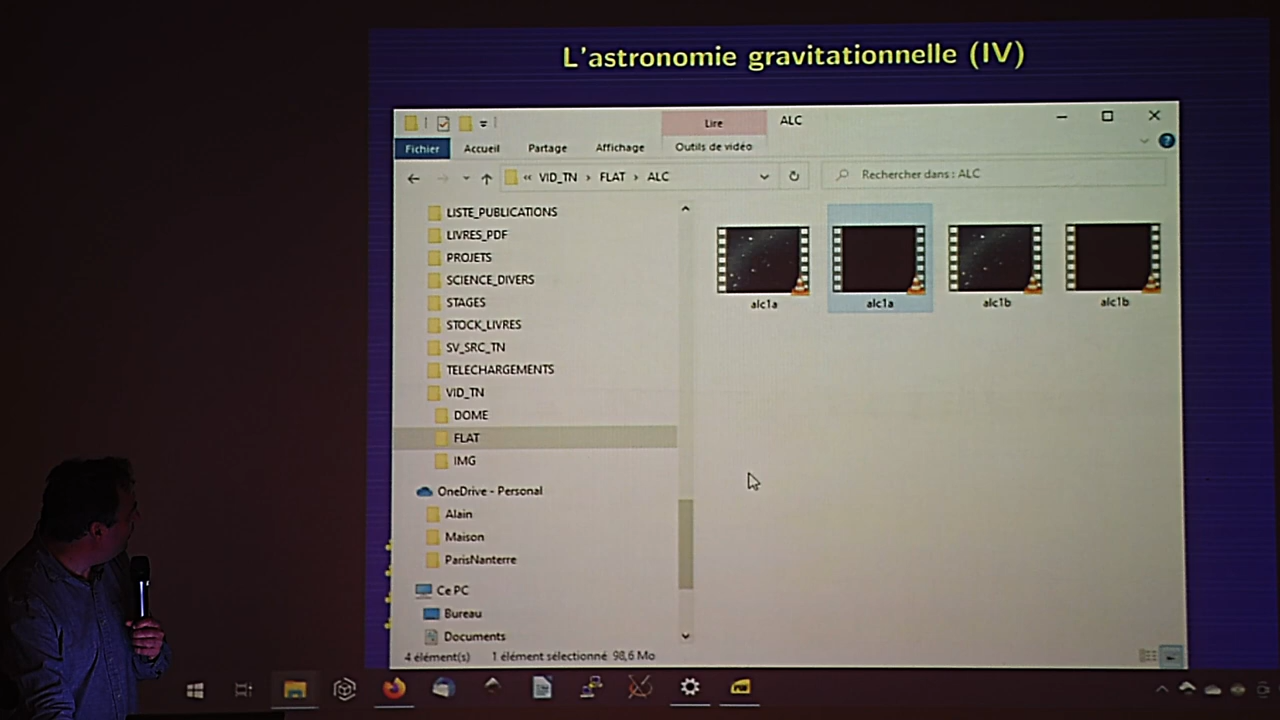 L'astronomie gravitationnelle (IV)
Lire
ALC
Fichier
Accueil
Partage
Affichage
Outils de vidéo
« VID_TN › FLAT › ALC
Rechercher dans : ALC
LISTE_PUBLICATIONS
LIVRES_PDF
PROJETS
SCIENCE_DIVERS
STAGES
STOCK_LIVRES
SV_SRC_TN
TELECHARGEMENTS
VID_TN
DOME
FLAT
IMG
OneDrive - Personal
Alain
Maison
ParisNanterre
Ce PC
Bureau
Documents
alc1a
alc1a
alc1b
alc1b
4 élément(s)
1 élément sélectionné 98,6 Mo